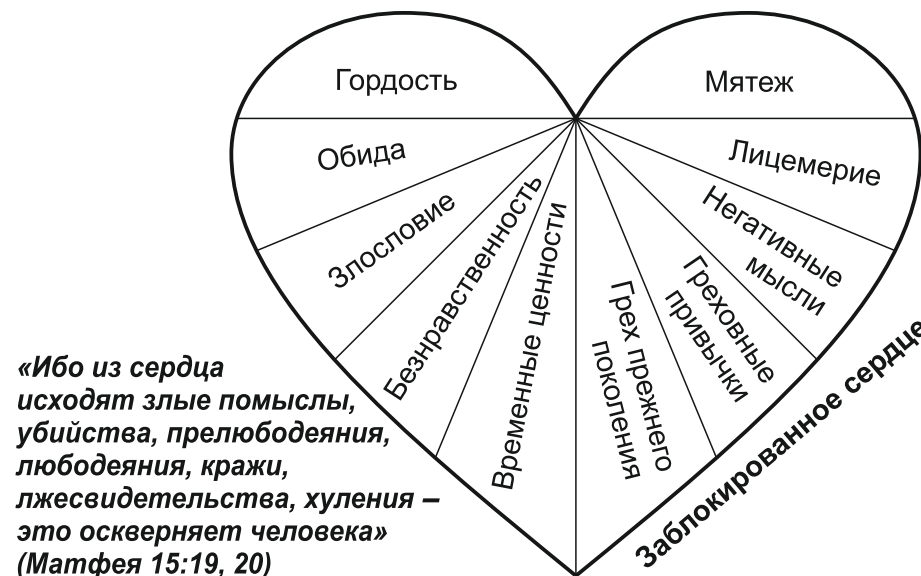 Гордость
Мятеж
Обида
Лицемерие
Злословие
Негативные
мысли
Безнравственность
Греховные
привычки
Временные ценности
Грех прежнего
поколения
Заблокированное сердце
«Ибо из сердца
исходят злые помыслы,
убийства, прелюбодеяния,
любодеяния, кражи,
лжесвидетельства, хуления –
это оскверняет человека»
(Матфея 15:19, 20)